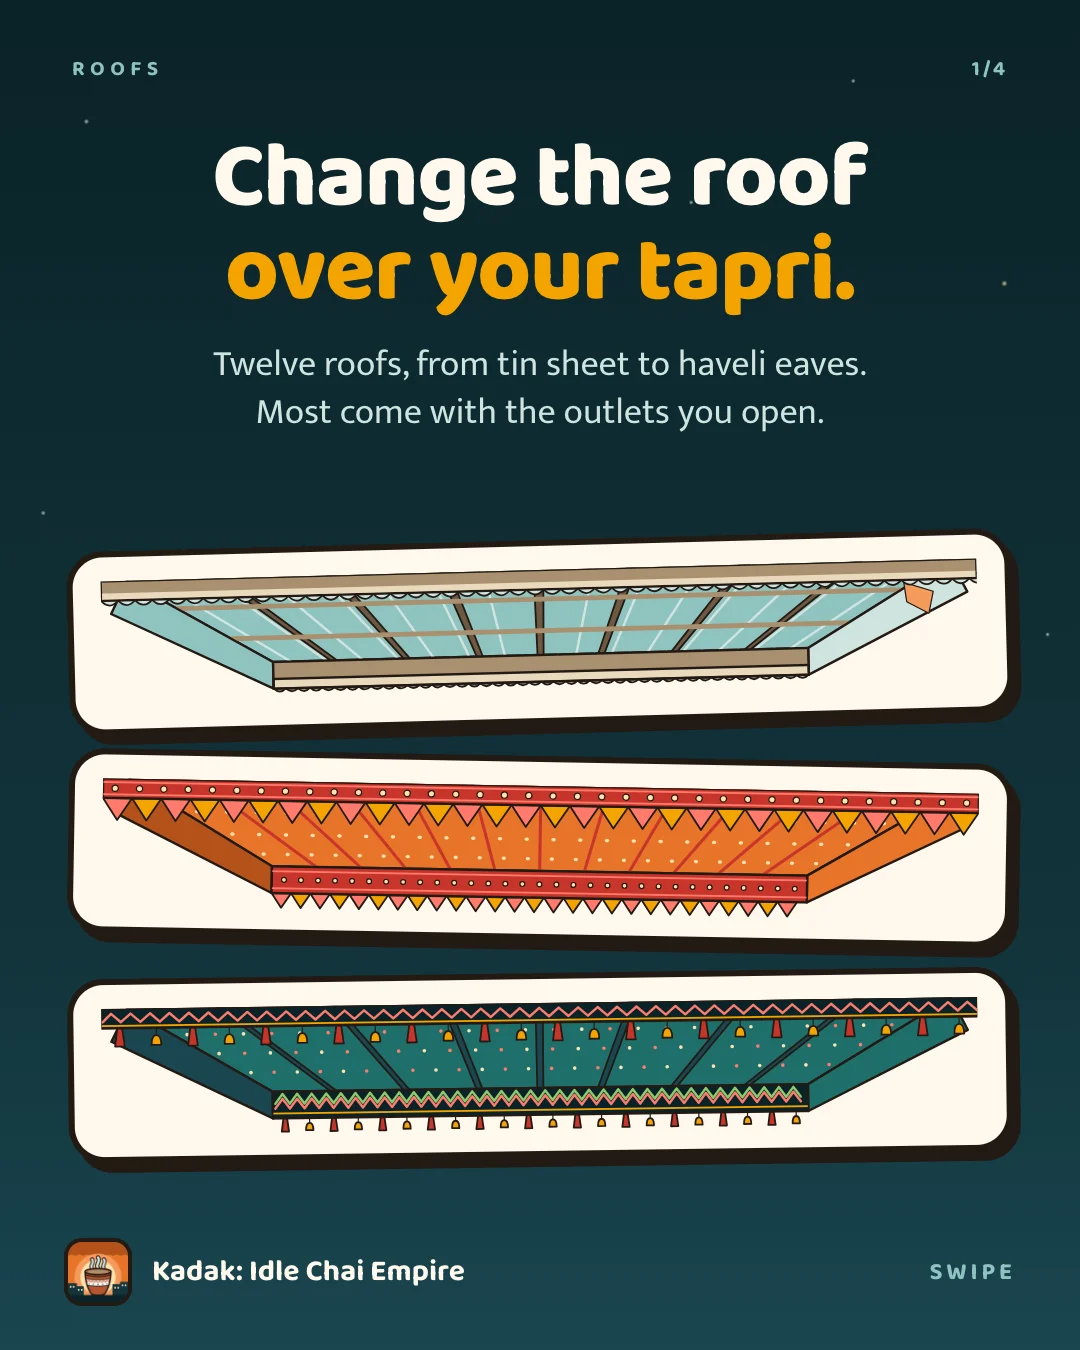 ROOFS
1/4
Change the roof
over your tapri.
Twelve roofs, from tin sheet to haveli eaves.
Most come with the outlets you open.
Kadak: Idle Chai Empire
SWIPE